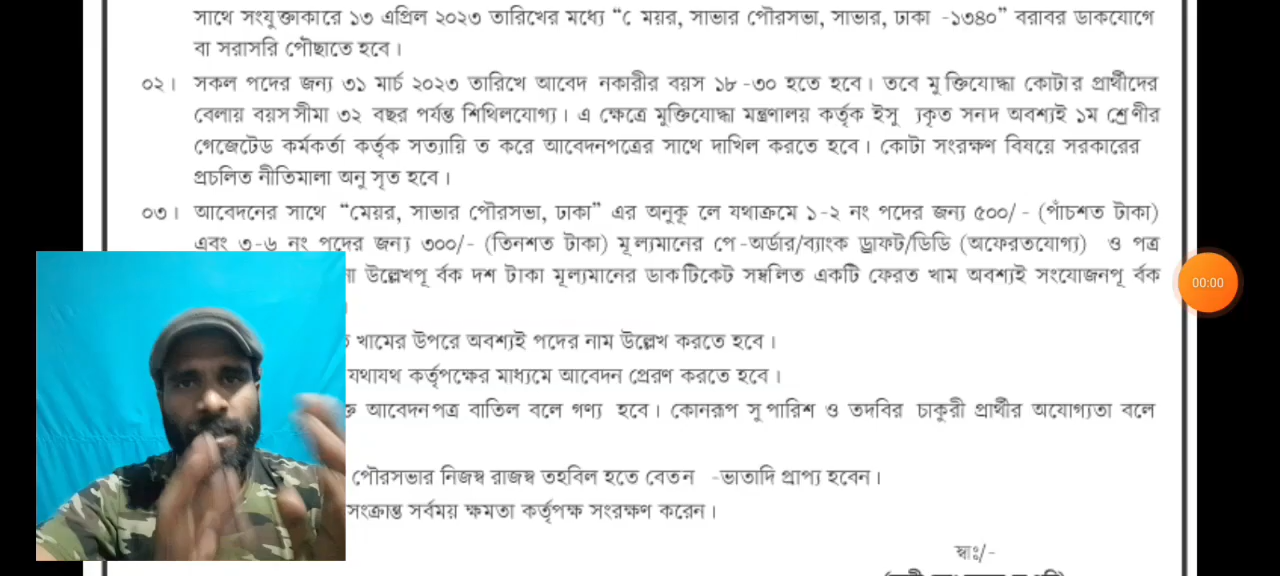 সাথে সংযুক্তাকারে ১৩ এপ্রিল ২০২৩ তারিখের মধ্যে “ মেয়র, সাভার পৌরসভা, সাভার, ঢাকা -১৩৪০” বরাবর ডাকযোগে
বা সরাসরি পৌছাতে হবে।
০২। সকল পদের জন্য ৩১ মার্চ ২০২৩ তারিখে আবেদ নকারীর বয়স ১৮ -৩০ হতে হবে। তবে মু ক্তিযোদ্ধা কোটার প্রার্থীদের
বেলায় বয়সসীমা ৩২ বছর পর্যন্ত শিথিলযোগ্য। এ ক্ষেত্রে মুক্তিযোদ্ধা মন্ত্রণালয় কর্তৃক ইসু ্যকৃত সনদ অবশ্যই ১ম শ্রেণীর
গেজেটেড কর্মকর্তা কর্তৃক সত্যায়ি ত করে আবেদনপত্রের সাথে দাখিল করতে হবে। কোটা সংরক্ষণ বিষয়ে সরকারের
প্রচলিত নীতিমালা অনু সৃত হবে।
০৩। আবেদনের সাথে “মেয়র, সাভার পৌরসভা, ঢাকা” এর অনুকূ লে যথাক্রমে ১-২ নং পদের জন্য ৫০০/- (পাঁচশত টাকা)
এবং ৩-৬ নং পদের জন্য ৩০০/- (তিনশত টাকা) মূ ল্যমানের পে -অর্ডার/ব্যাংক ড্রাফট/ডিডি (অফেরতযোগ্য) ও পত্র
উল্লেখপূ র্বক দশ টাকা মূল্যমানের ডাকটিকেট সম্বলিত একটি ফেরত খাম অবশ্যই সংযোজনপূ র্বক
খামের উপরে অবশ্যই পদের নাম উল্লেখ করতে হবে।
যথাযথ কর্তৃপক্ষের মাধ্যমে আবেদন প্রেরণ করতে হবে।
আবেদনপত্র বাতিল বলে গণ্য হবে। কোনরূপ সু পারিশ ও তদবির চাকুরী প্রার্থীর অযোগ্যতা বলে
পৌরসভার নিজস্ব রাজস্ব তহবিল হতে বেতন -ভাতাদি প্রাপ্য হবেন।
সংক্রান্ত সর্বময় ক্ষমতা কর্তৃপক্ষ সংরক্ষণ করেন।
স্বাঃ/-
00:00